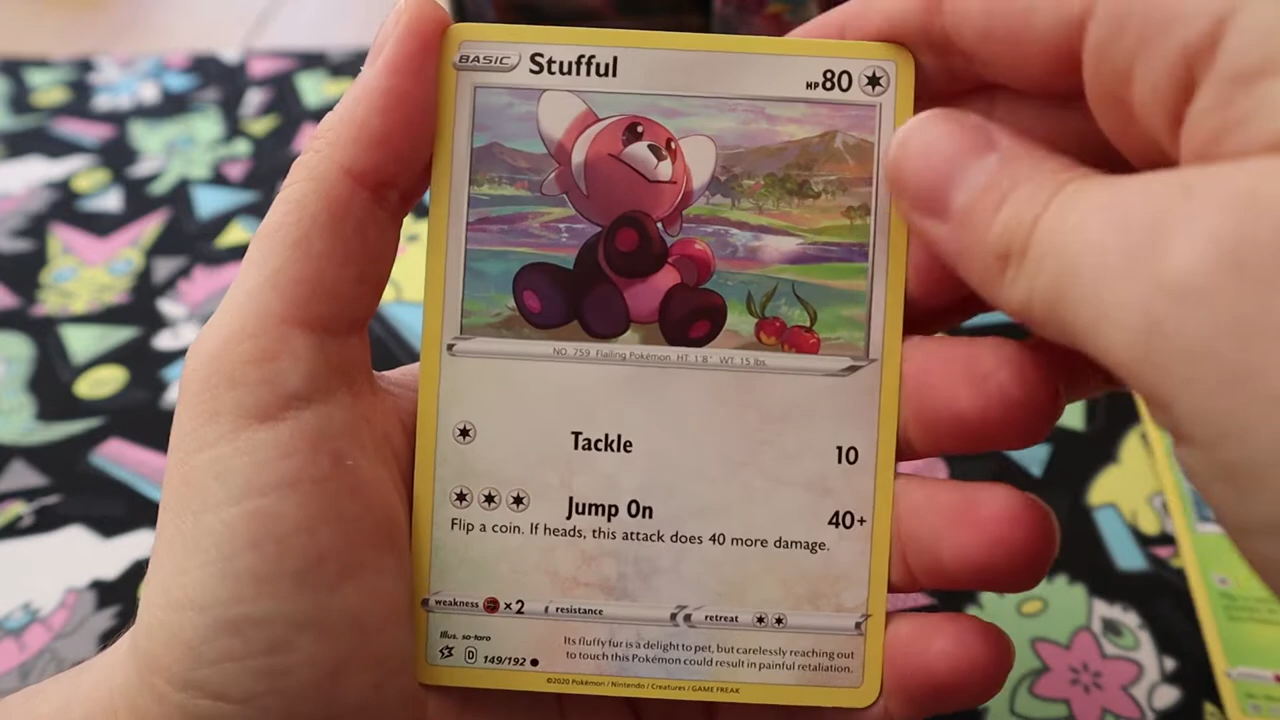 BASIC Stufful HP 80
NO. 759 Flailing Pokémon HT: 1'8" WT: 15 lbs.
Tackle 10
Jump On 40+
Flip a coin. If heads, this attack does 40 more damage.
weakness ×2 resistance retreat
Illus. so-taro
Its fluffy fur is a delight to pet, but carelessly reaching out
to touch this Pokémon could result in painful retaliation.
D 149/192
©2020 Pokémon / Nintendo / Creatures / GAME FREAK